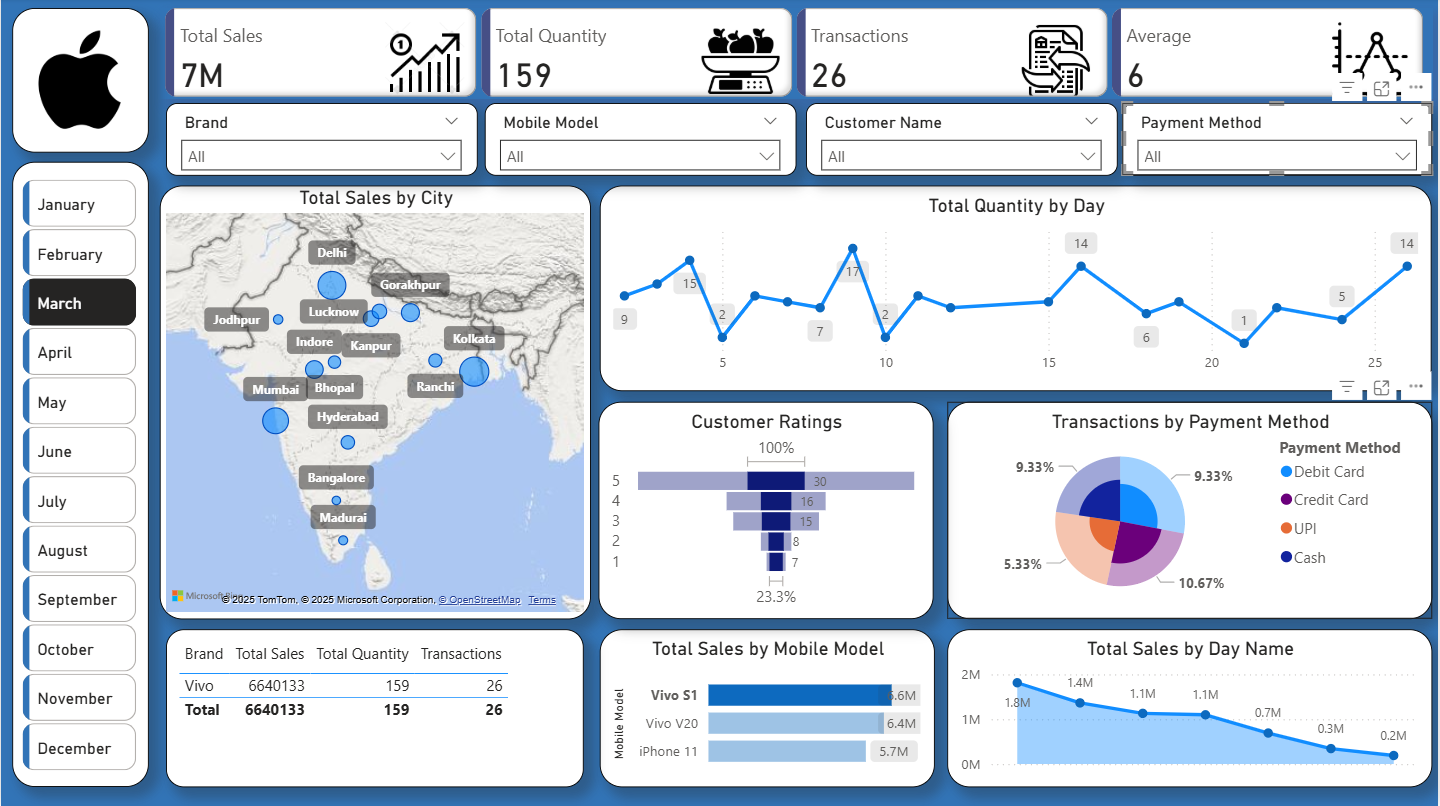 Total Sales
7M
Total Quantity
159
Transactions
26
Average
6
Brand
All
Mobile Model
All
Customer Name
All
Payment Method
All
January
February
March
April
May
June
July
August
September
October
November
December
Total Sales by City
Delhi
Gorakhpur
Lucknow
Jodhpur
Kolkata
Indore
Kanpur
Mumbai
Bhopal
Ranchi
Hyderabad
Bangalore
Madurai
© 2025 TomTom, © 2025 Microsoft Corporation, © OpenStreetMap Terms
Total Quantity by Day
9
15
2
7
17
2
14
6
1
5
14
5
10
15
20
25
Customer Ratings
100%
5 30
4 16
3 15
2 8
1 7
23.3%
Transactions by Payment Method
9.33%
9.33%
5.33%
10.67%
Payment Method
Debit Card
Credit Card
UPI
Cash
Brand Total Sales Total Quantity Transactions
Vivo 6640133 159 26
Total 6640133 159 26
Total Sales by Mobile Model
Mobile Model
Vivo S1 6.6M
Vivo V20 6.4M
iPhone 11 5.7M
Total Sales by Day Name
2M
1M
0M
1.8M
1.4M
1.1M
1.1M
0.7M
0.3M
0.2M